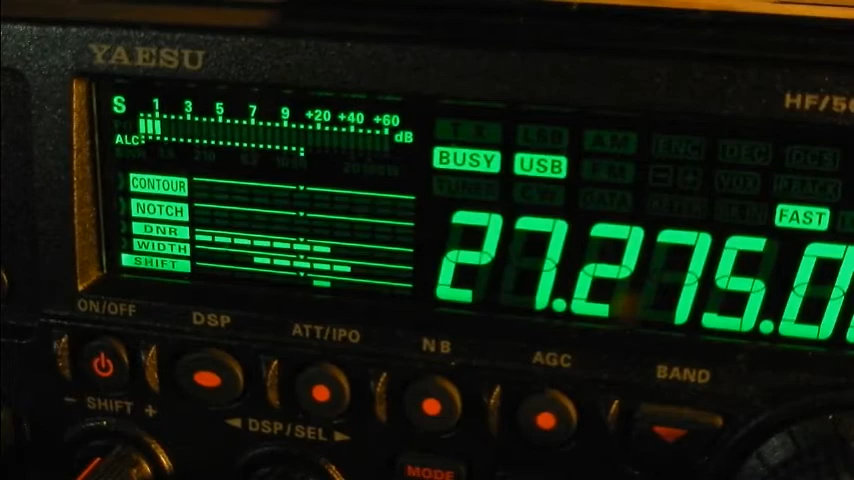 YAESU
HF/50
S 1 3 5 7 9 +20 +40 +60 dB
ALC
TX LSB AM ENC DEC DCS
BUSY USB FM VOX
TUNER CW DATA FAST
CONTOUR
NOTCH
DNR
WIDTH
SHIFT
27.275.0
ON/OFF DSP ATT/IPO NB AGC BAND
- SHIFT +
◄ DSP/SEL ►
MODE